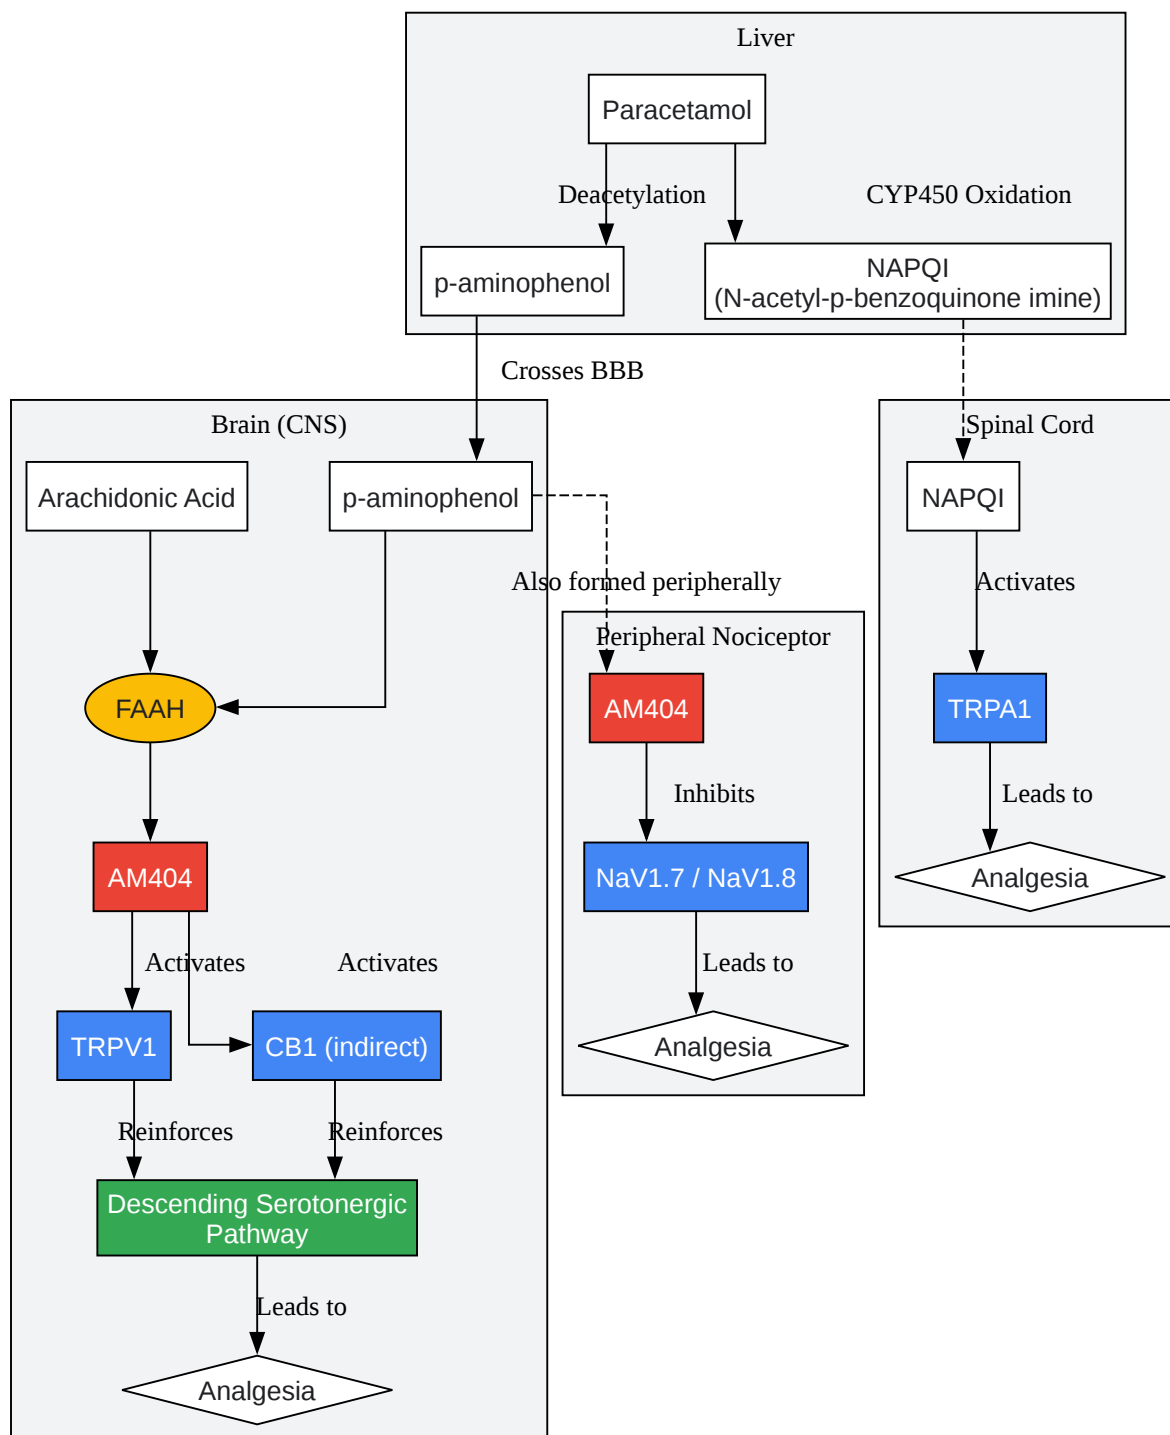 Liver
Paracetamol
Deacetylation
CYP450 Oxidation
p-aminophenol
NAPQI
(N-acetyl-p-benzoquinone imine)
Crosses BBB
Brain (CNS)
Spinal Cord
Arachidonic Acid
p-aminophenol
NAPQI
Also formed peripherally
Activates
Peripheral Nociceptor
FAAH
AM404
TRPA1
Inhibits
Leads to
AM404
NaV1.7 / NaV1.8
Analgesia
Activates
Activates
Leads to
TRPV1
CB1 (indirect)
Analgesia
Reinforces
Reinforces
Descending Serotonergic
Pathway
Leads to
Analgesia